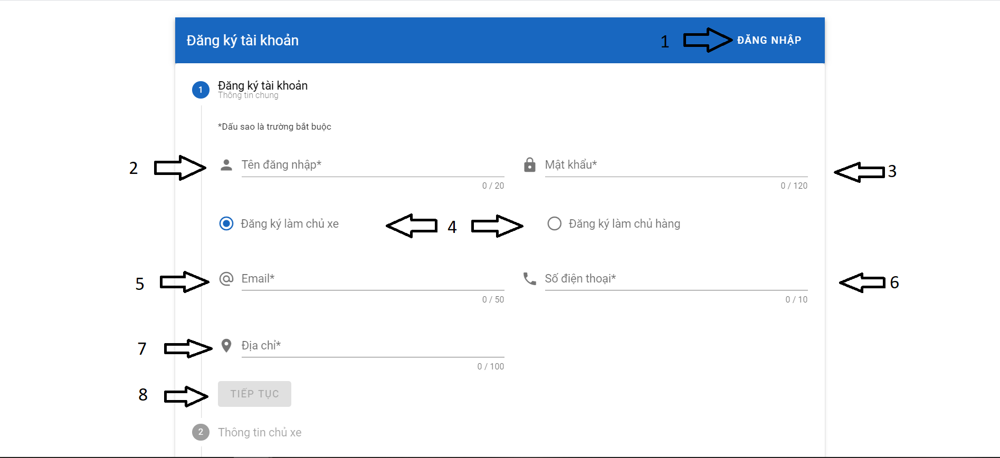 Đăng ký tài khoản 1 ĐĂNG NHẬP
1 Đăng ký tài khoản
Thông tin chung
*Dấu sao là trường bắt buộc
2 Tên đăng nhập* Mật khẩu* 3
0 / 20 0 / 120
Đăng ký làm chủ xe 4 Đăng ký làm chủ hàng
5 Email* Số điện thoại* 6
0 / 50 0 / 10
7 Địa chỉ*
0 / 100
8 TIẾP TỤC
2 Thông tin chủ xe